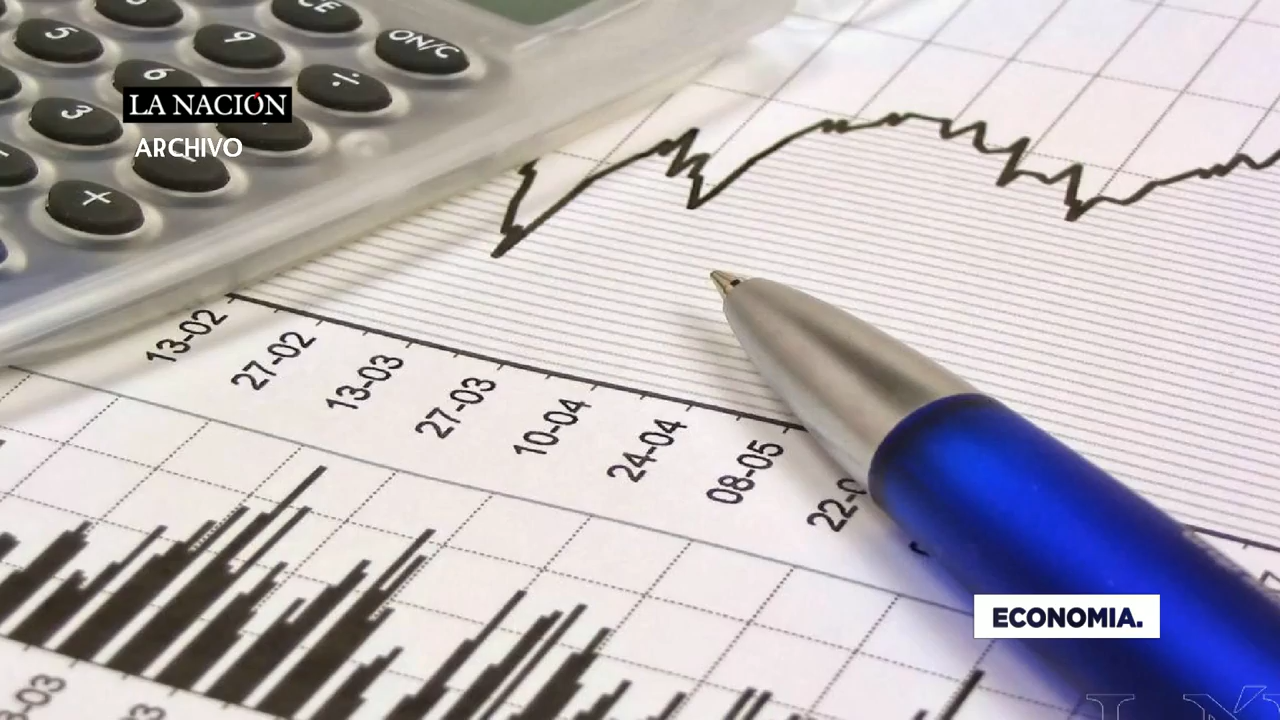 CE
5
9
ON/C
6
÷
3
+
LA NACIÓN
ARCHIVO
13-02
27-02
13-03
27-03
10-04
24-04
08-05
ECONOMIA.